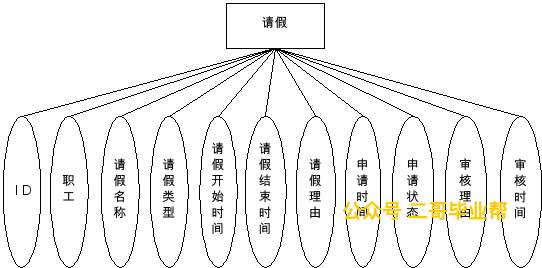 请假
ID
职工
请假名称
请假类型
请假开始时间
请假结束时间
请假理由
申请时间
申请状态
审核理由
审核时间
公众号 二哥毕业帮